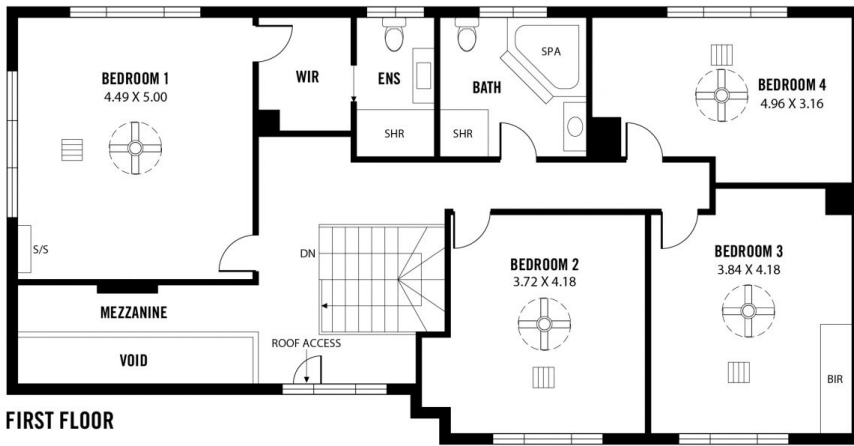 BEDROOM 1
4.49 X 5.00
WIR
ENS
SHR
BATH
SPA
SHR
BEDROOM 4
4.96 X 3.16
S/S
DN
BEDROOM 2
3.72 X 4.18
BEDROOM 3
3.84 X 4.18
BIR
MEZZANINE
VOID
ROOF ACCESS
FIRST FLOOR